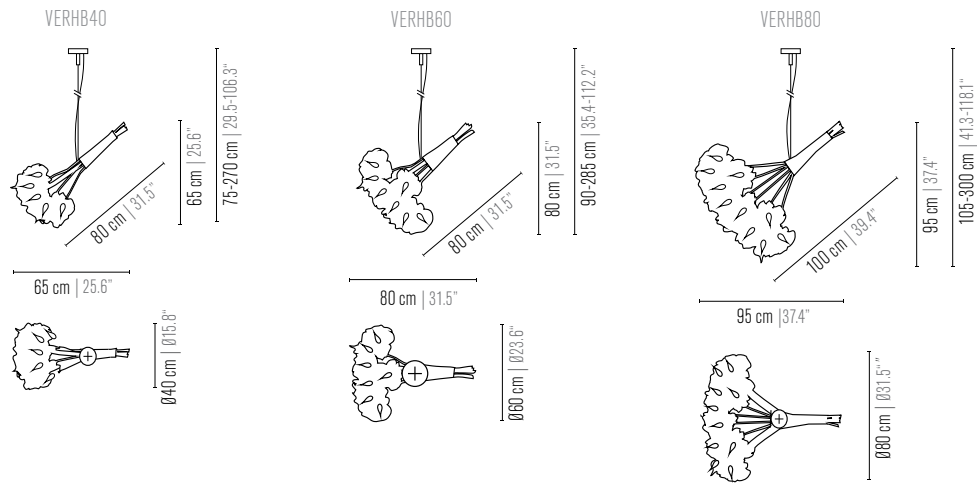 VERHB40
65 cm | 25.6"
75-270 cm | 29.5-106.3"
80 cm | 31.5"
65 cm | 25.6"
Ø40 cm | Ø15.8"
VERHB60
80 cm | 31.5"
90-285 cm | 35.4-112.2"
80 cm | 31.5"
80 cm | 31.5"
Ø60 cm | Ø23.6"
VERHB80
95 cm | 37.4"
105-300 cm | 41.3-118.1"
100 cm | 39.4"
95 cm |37.4"
Ø80 cm | Ø31.5"